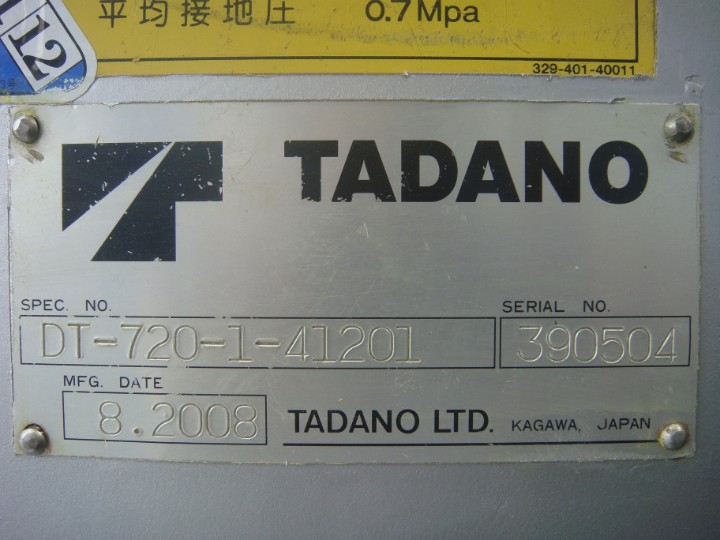 平均接地圧 0.7Mpa
12
329-401-40011
TADANO
SPEC. NO.
DT-720-1-41201
SERIAL NO.
390504
MFG. DATE
8.2008
TADANO LTD. KAGAWA, JAPAN